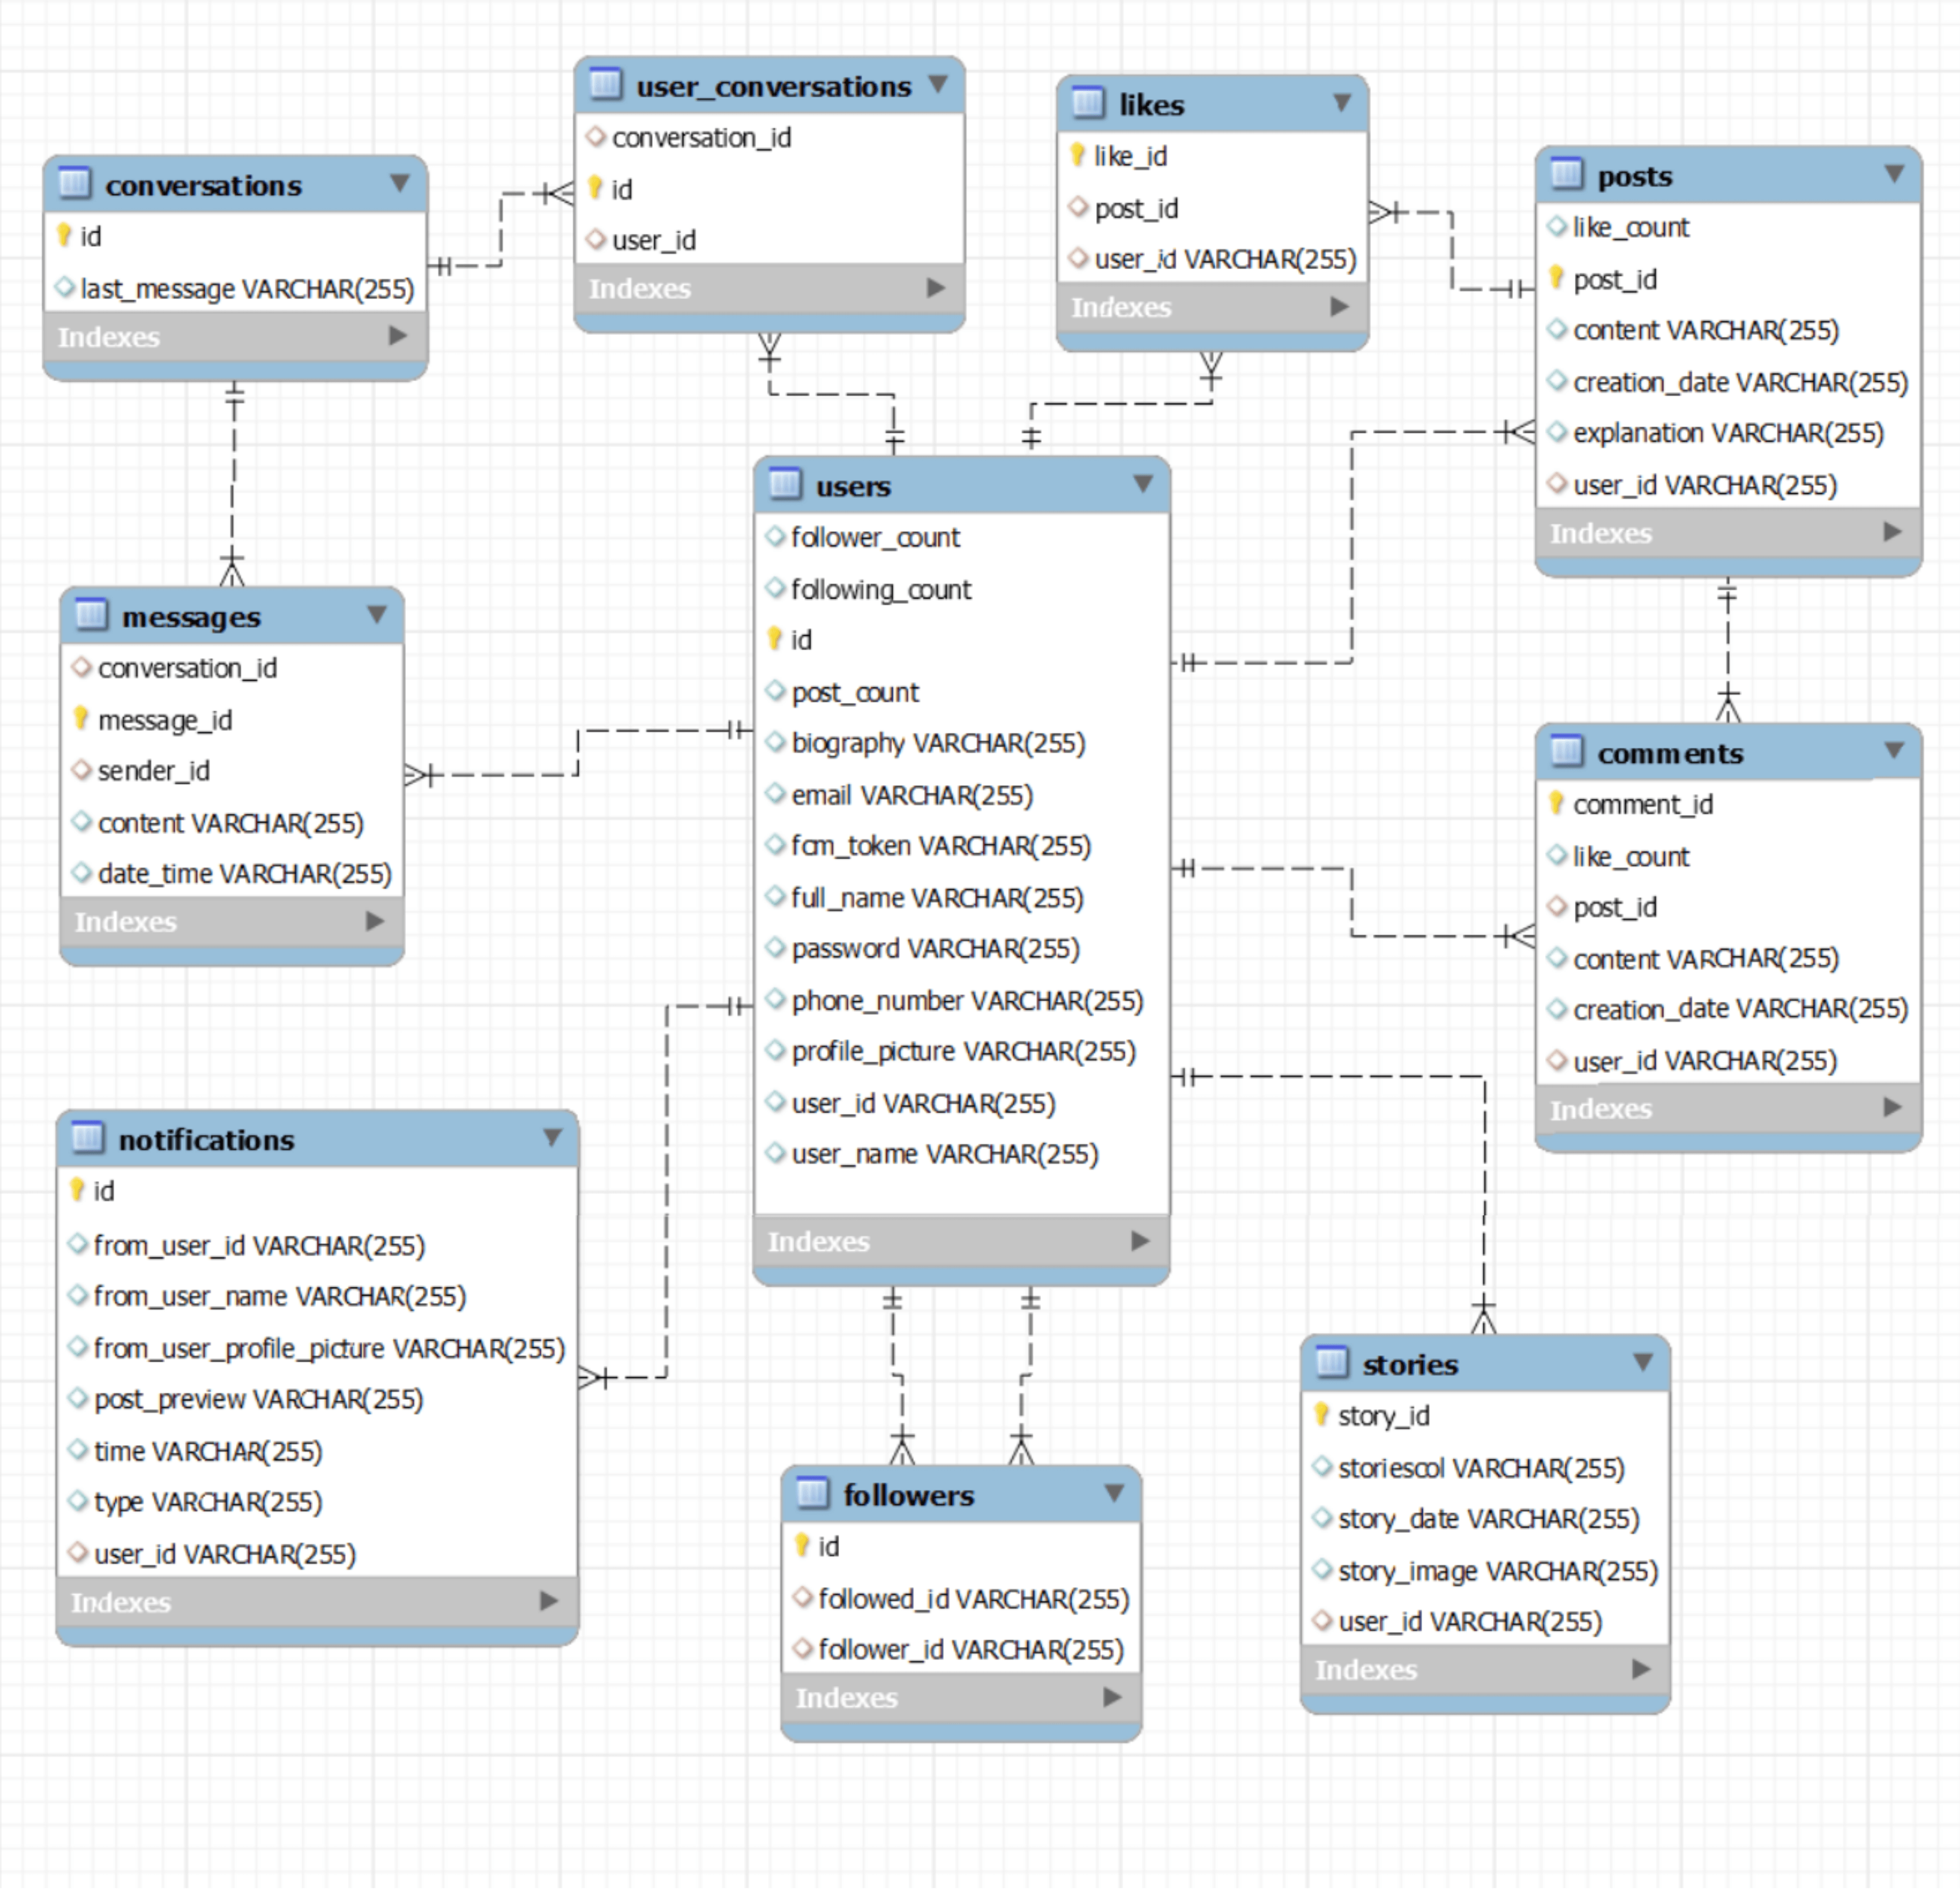 user_conversations
conversation_id
id
user_id
Indexes
likes
like_id
post_id
user_id VARCHAR(255)
Indexes
conversations
id
last_message VARCHAR(255)
Indexes
posts
like_count
post_id
content VARCHAR(255)
creation_date VARCHAR(255)
explanation VARCHAR(255)
user_id VARCHAR(255)
Indexes
users
follower_count
following_count
id
post_count
biography VARCHAR(255)
email VARCHAR(255)
fcm_token VARCHAR(255)
full_name VARCHAR(255)
password VARCHAR(255)
phone_number VARCHAR(255)
profile_picture VARCHAR(255)
user_id VARCHAR(255)
user_name VARCHAR(255)
Indexes
messages
conversation_id
message_id
sender_id
content VARCHAR(255)
date_time VARCHAR(255)
Indexes
comments
comment_id
like_count
post_id
content VARCHAR(255)
creation_date VARCHAR(255)
user_id VARCHAR(255)
Indexes
notifications
id
from_user_id VARCHAR(255)
from_user_name VARCHAR(255)
from_user_profile_picture VARCHAR(255)
post_preview VARCHAR(255)
time VARCHAR(255)
type VARCHAR(255)
user_id VARCHAR(255)
Indexes
followers
id
followed_id VARCHAR(255)
follower_id VARCHAR(255)
Indexes
stories
story_id
storiescol VARCHAR(255)
story_date VARCHAR(255)
story_image VARCHAR(255)
user_id VARCHAR(255)
Indexes